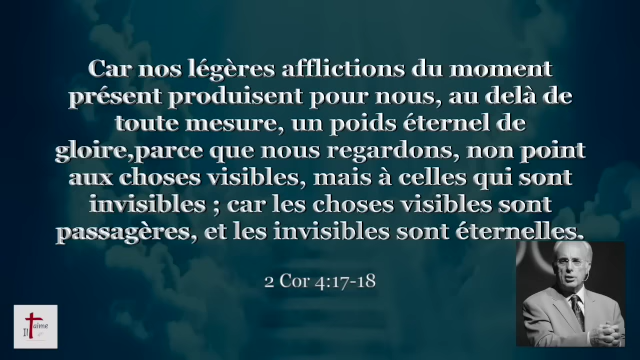 Car nos légères afflictions du moment
présent produisent pour nous, au delà de
toute mesure, un poids éternel de
gloire,parce que nous regardons, non point
aux choses visibles, mais à celles qui sont
invisibles ; car les choses visibles sont
passagères, et les invisibles sont éternelles.
2 Cor 4:17-18
Il t'aime